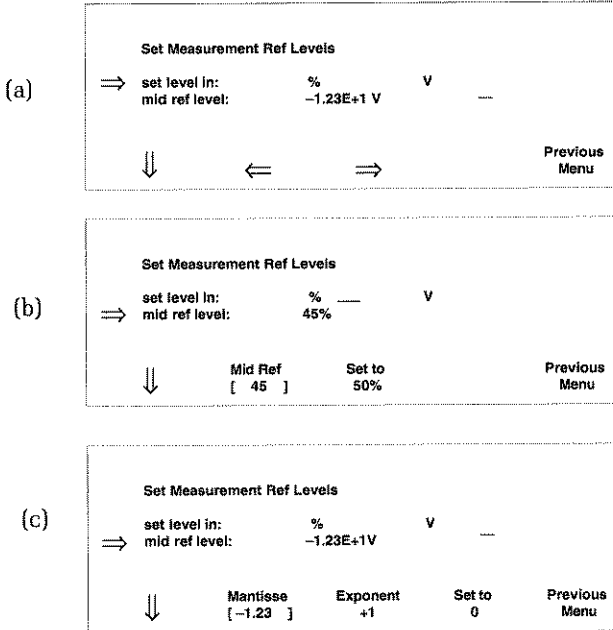 (a)
Set Measurement Ref Levels
⇒ set level in: % V
mid ref level: −1.23E+1 V
⇓ ⇐ ⇒ Previous
Menu
(b)
Set Measurement Ref Levels
set level in: % V
⇒ mid ref level: 45%
⇓ Mid Ref Set to Previous
[ 45 ] 50% Menu
(c)
Set Measurement Ref Levels
set level in: % V
⇒ mid ref level: −1.23E+1V
⇓ Mantisse Exponent Set to Previous
[ −1.23 ] +1 0 Menu